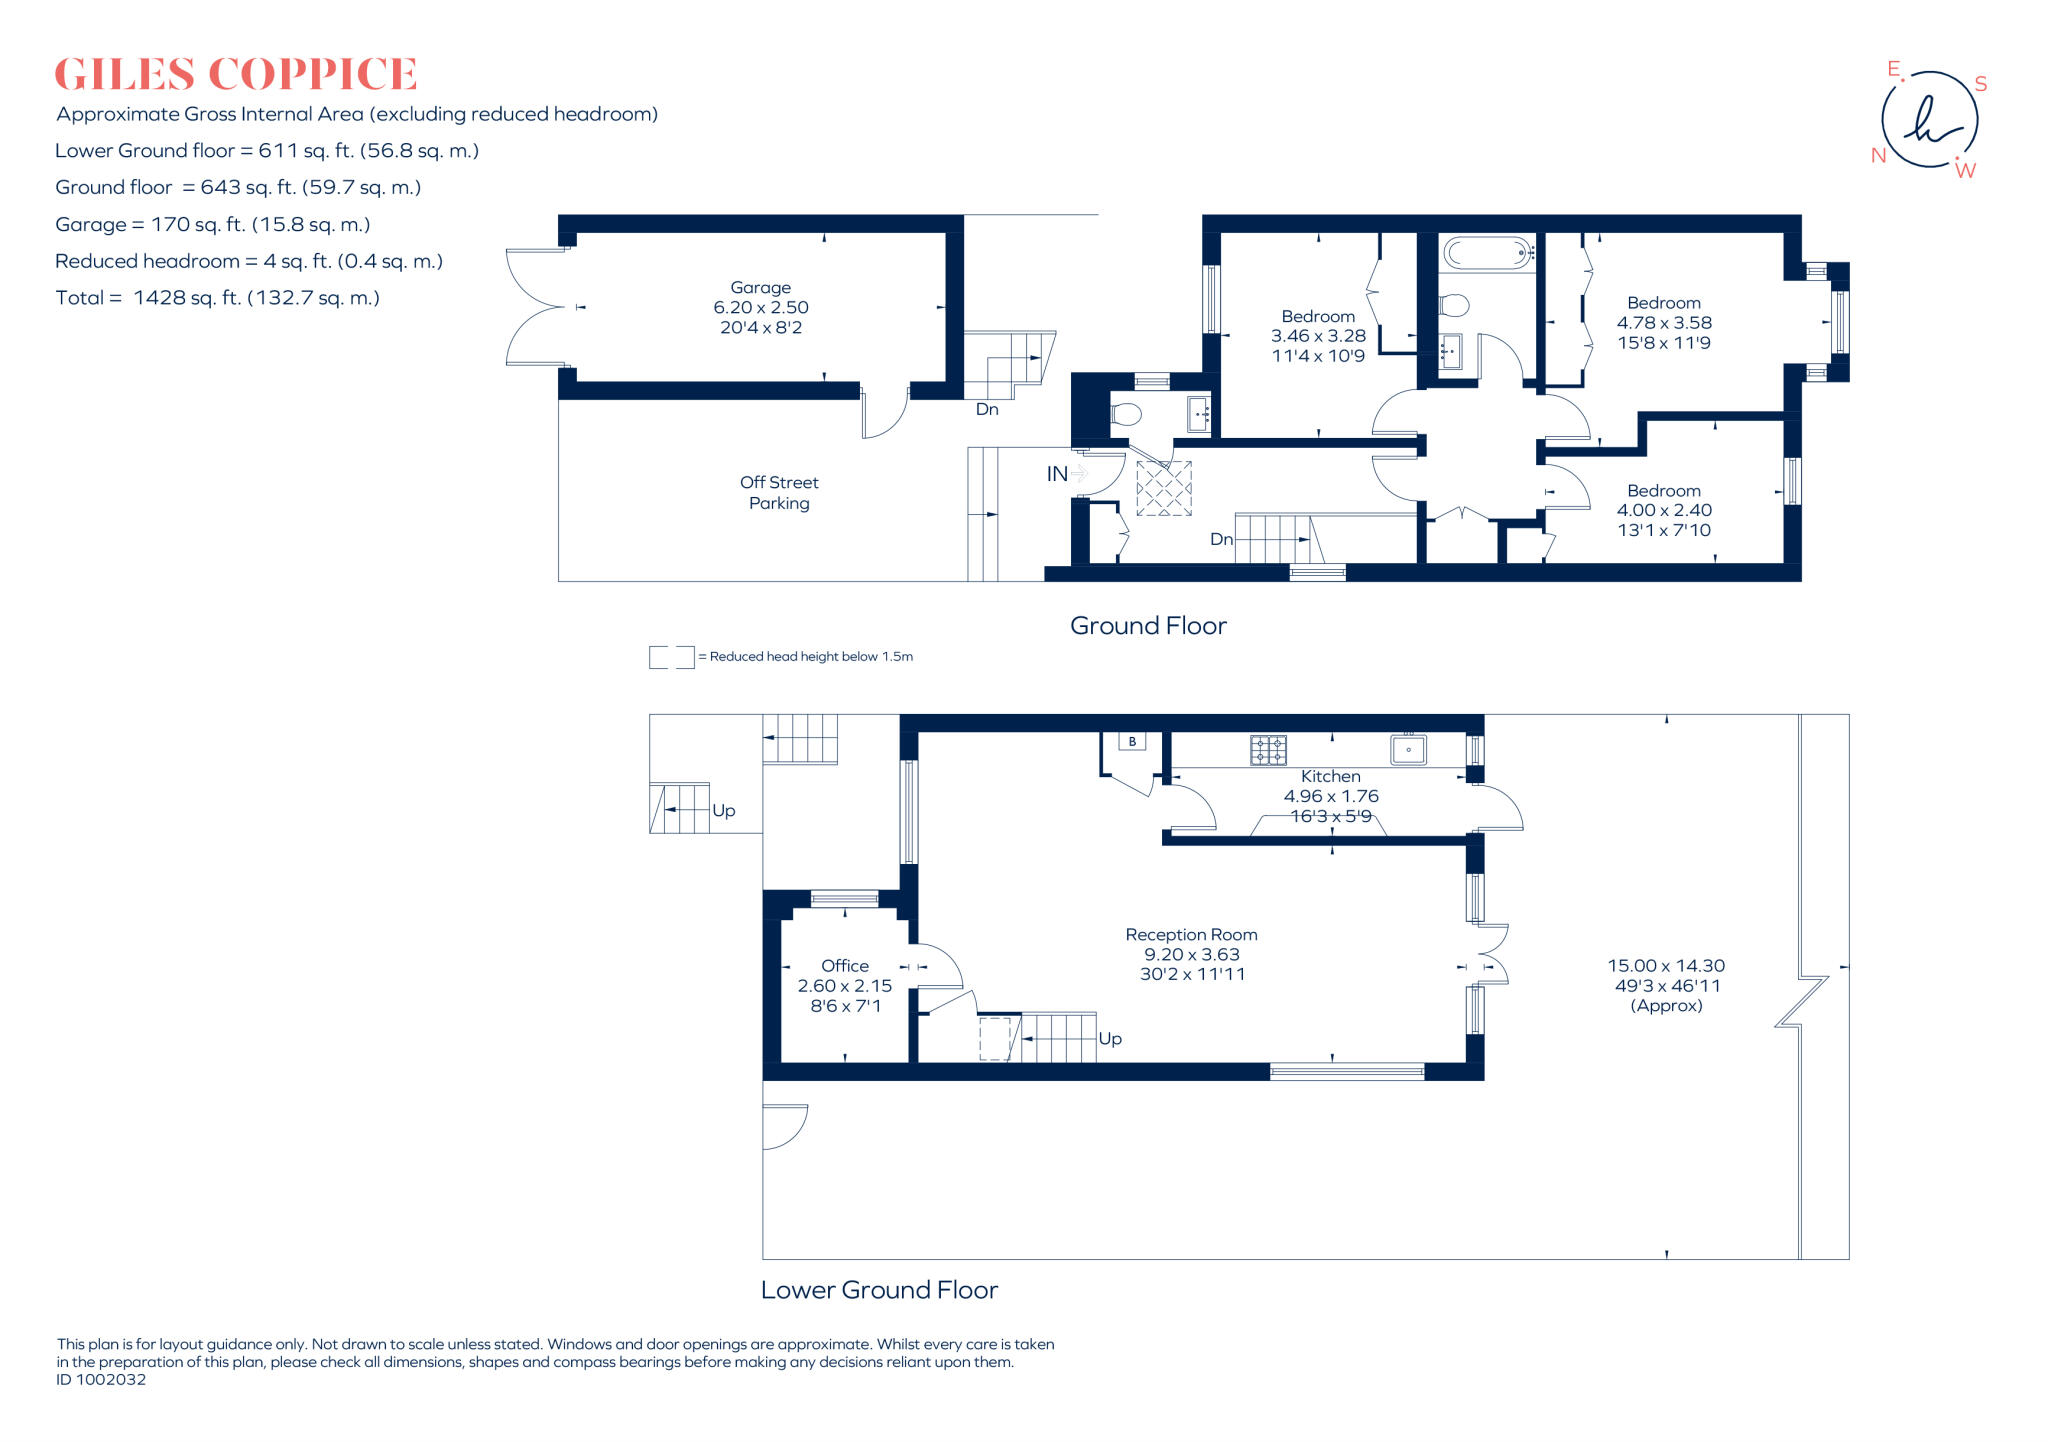 GILES COPPICE
Approximate Gross Internal Area (excluding reduced headroom)
Lower Ground floor = 611 sq. ft. (56.8 sq. m.)
Ground floor = 643 sq. ft. (59.7 sq. m.)
Garage = 170 sq. ft. (15.8 sq. m.)
Reduced headroom = 4 sq. ft. (0.4 sq. m.)
Total = 1428 sq. ft. (132.7 sq. m.)
E
S
N
W
Garage
6.20 x 2.50
20'4 x 8'2
Dn
Off Street
Parking
IN
Dn
Bedroom
3.46 x 3.28
11'4 x 10'9
Bedroom
4.78 x 3.58
15'8 x 11'9
Bedroom
4.00 x 2.40
13'1 x 7'10
Ground Floor
= Reduced head height below 1.5m
Up
B
Kitchen
4.96 x 1.76
16'3 x 5'9
Reception Room
9.20 x 3.63
30'2 x 11'11
Office
2.60 x 2.15
8'6 x 7'1
Up
15.00 x 14.30
49'3 x 46'11
(Approx)
Lower Ground Floor
This plan is for layout guidance only. Not drawn to scale unless stated. Windows and door openings are approximate. Whilst every care is taken
in the preparation of this plan, please check all dimensions, shapes and compass bearings before making any decisions reliant upon them.
ID 1002032